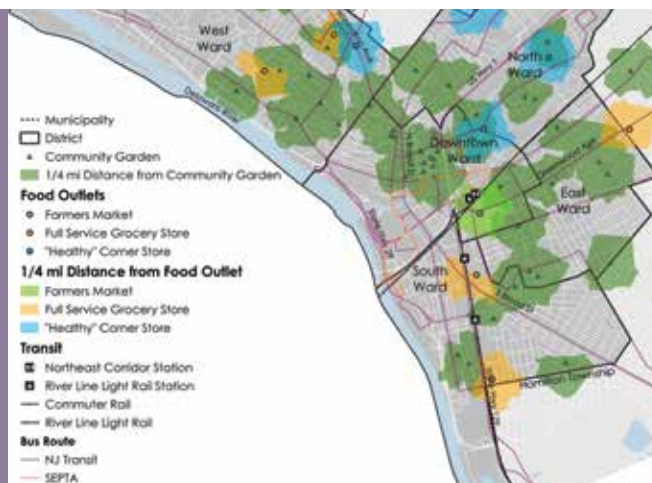 Municipality
District
Community Garden
1/4 mi Distance from Community Garden
Food Outlets
Farmers Market
Full Service Grocery Store
"Healthy" Corner Store
1/4 mi Distance from Food Outlet
Farmers Market
Full Service Grocery Store
"Healthy" Corner Store
Transit
Northeast Corridor Station
River Line Light Rail Station
Commuter Rail
River Line Light Rail
Bus Route
NJ Transit
SEPTA
West
Ward
North
Ward
Delaware River
Downtown
Ward
East
Ward
South
Ward
Hamilton Township